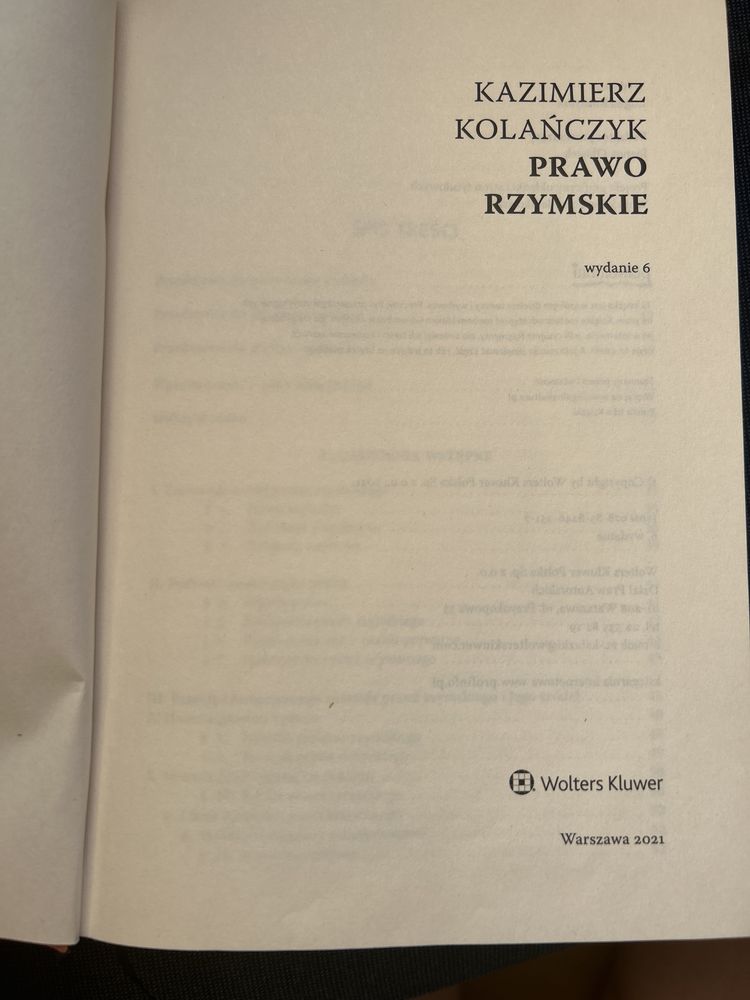 KAZIMIERZ
KOLAŃCZYK
PRAWO
RZYMSKIE
wydanie 6
Wolters Kluwer
Warszawa 2021